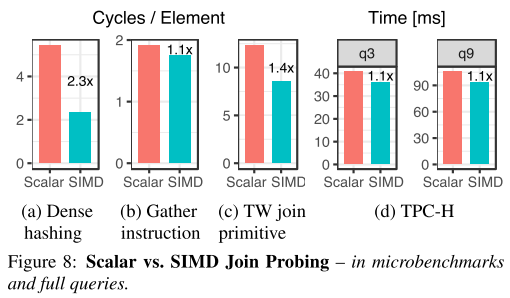 Cycles / Element
Time [ms]
q3
q9
4
2
0
2.3x
Scalar SIMD
2
1
0
1.1x
Scalar SIMD
10
5
0
1.4x
Scalar SIMD
40
30
20
10
0
1.1x
Scalar SIMD
90
60
30
0
1.1x
Scalar SIMD
(a) Dense
hashing
(b) Gather
instruction
(c) TW join
primitive
(d) TPC-H
Figure 8: Scalar vs. SIMD Join Probing – in microbenchmarks
and full queries.